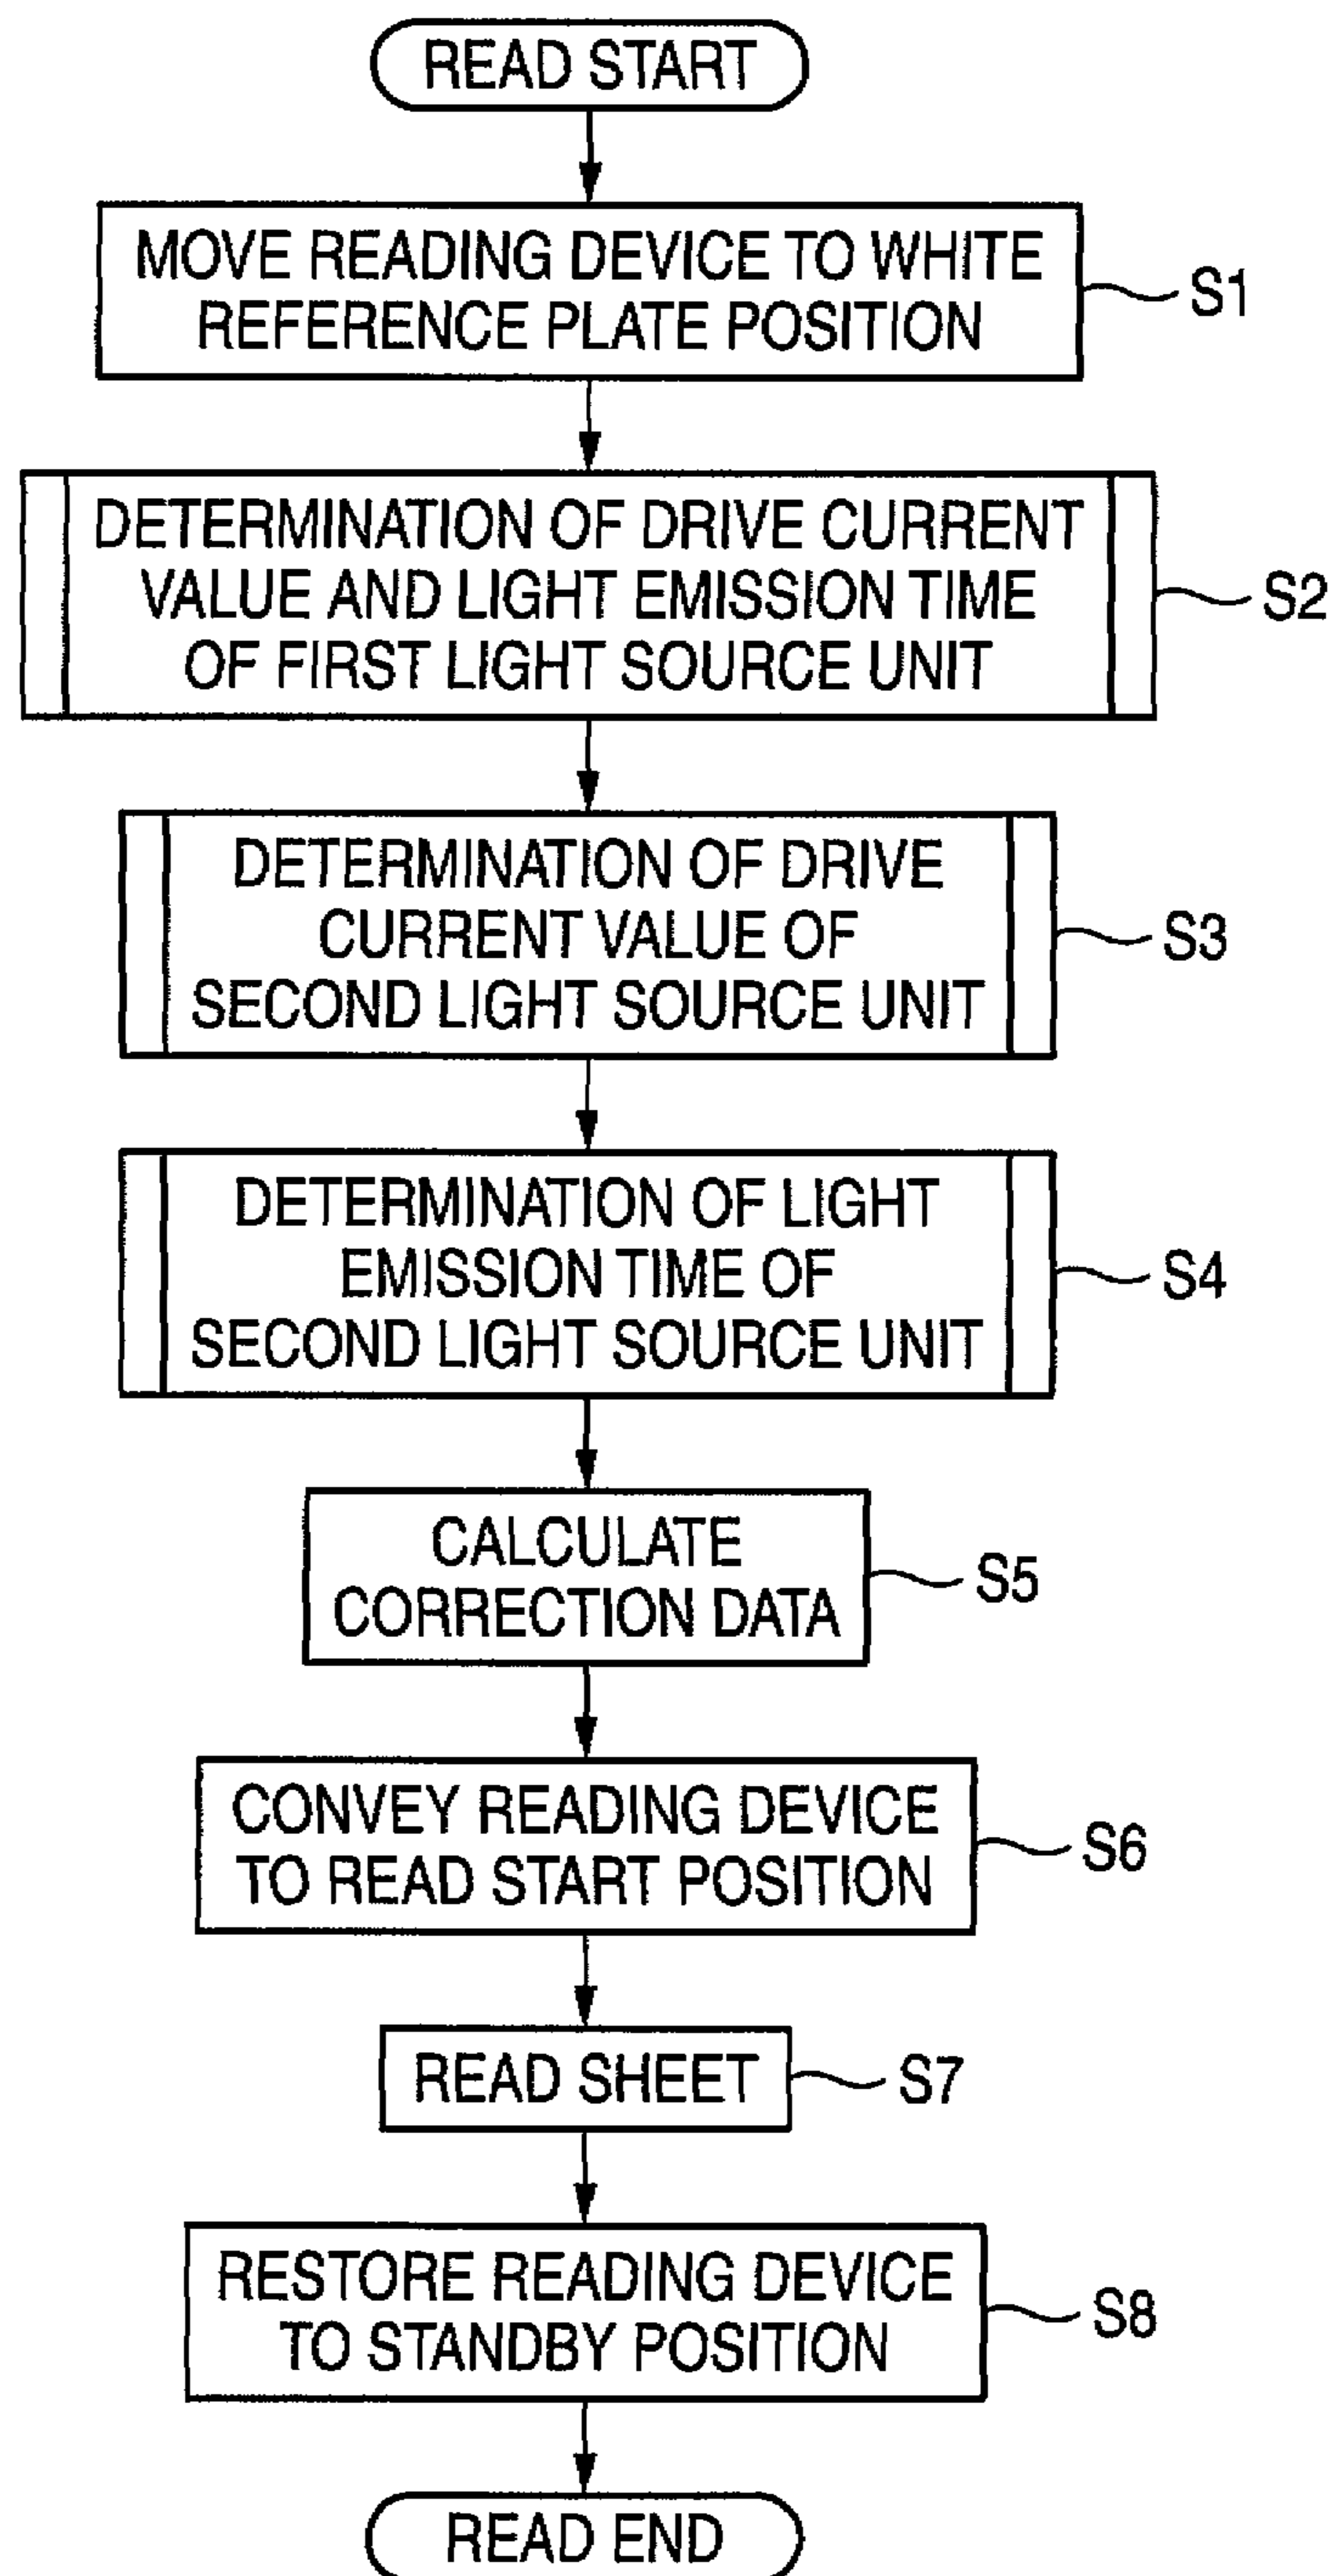 READ START
MOVE READING DEVICE TO WHITE
REFERENCE PLATE POSITION
S1
DETERMINATION OF DRIVE CURRENT
VALUE AND LIGHT EMISSION TIME
OF FIRST LIGHT SOURCE UNIT
S2
DETERMINATION OF DRIVE
CURRENT VALUE OF
SECOND LIGHT SOURCE UNIT
S3
DETERMINATION OF LIGHT
EMISSION TIME OF
SECOND LIGHT SOURCE UNIT
S4
CALCULATE
CORRECTION DATA
S5
CONVEY READING DEVICE
TO READ START POSITION
S6
READ SHEET
S7
RESTORE READING DEVICE
TO STANDBY POSITION
S8
READ END